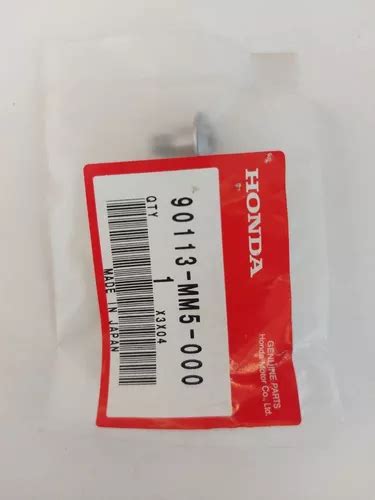 HONDA
GENUINE PARTS
Honda Motor Co., Ltd.
90113-MM5-000
QTY 1 X3X04
MADE IN JAPAN